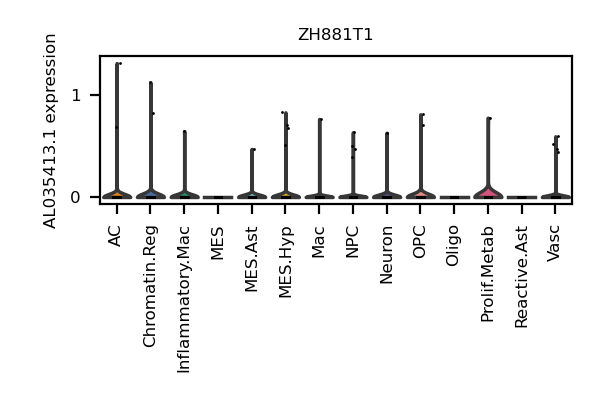 ZH881T1
AL035413.1 expression
1
0
AC
Chromatin.Reg
Inflammatory.Mac
MES
MES.Ast
MES.Hyp
Mac
NPC
Neuron
OPC
Oligo
Prolif.Metab
Reactive.Ast
Vasc